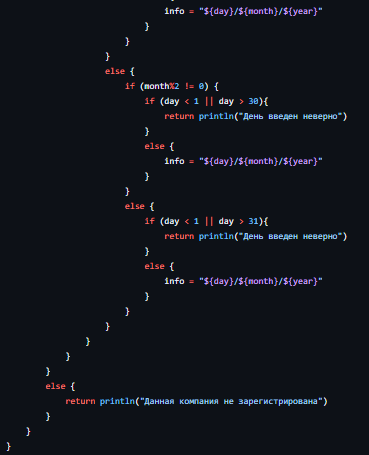 info = "${day}/${month}/${year}"
}
}
}
else {
if (month%2 != 0) {
if (day < 1 || day > 30){
return println("День введен неверно")
}
else {
info = "${day}/${month}/${year}"
}
}
else {
if (day < 1 || day > 31){
return println("День введен неверно")
}
else {
info = "${day}/${month}/${year}"
}
}
}
}
}
}
else {
return println("Данная компания не зарегистрирована")
}
}
}